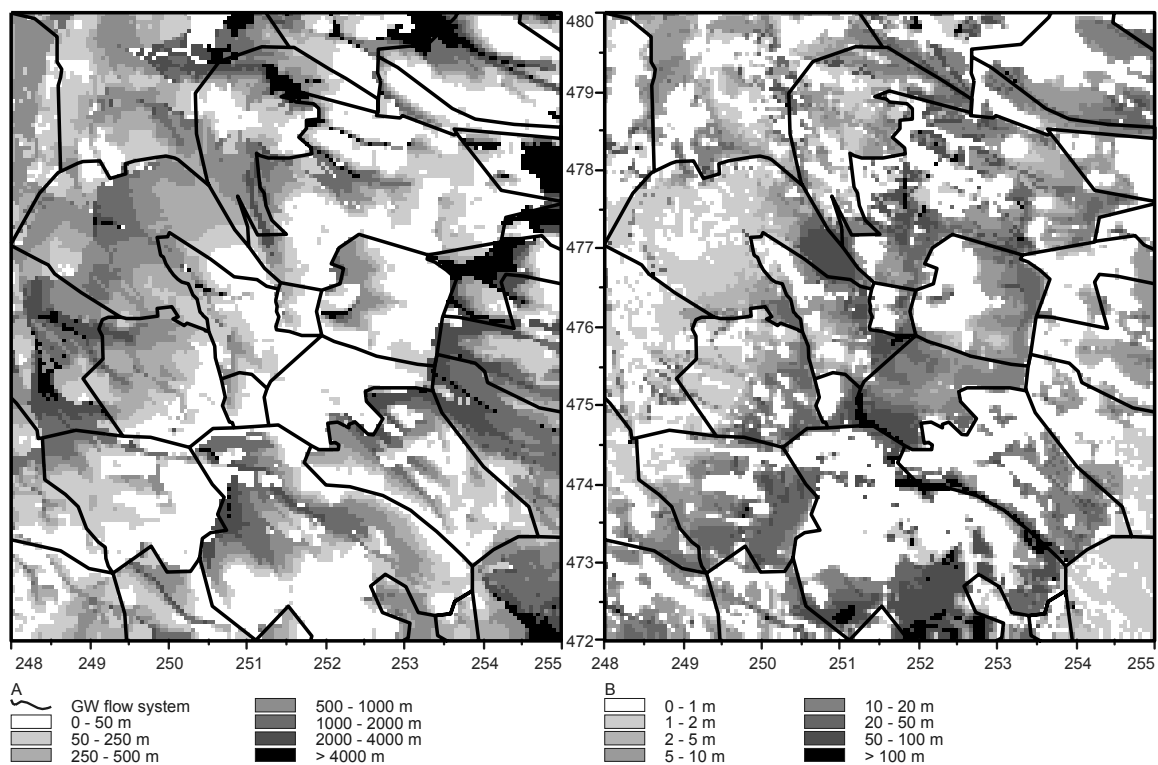 480
479
478
477
476
475
474
473
472
248 249 250 251 252 253 254 255
248 249 250 251 252 253 254 255
A
GW flow system
0 - 50 m
50 - 250 m
250 - 500 m
500 - 1000 m
1000 - 2000 m
2000 - 4000 m
> 4000 m
B
0 - 1 m
1 - 2 m
2 - 5 m
5 - 10 m
10 - 20 m
20 - 50 m
50 - 100 m
> 100 m